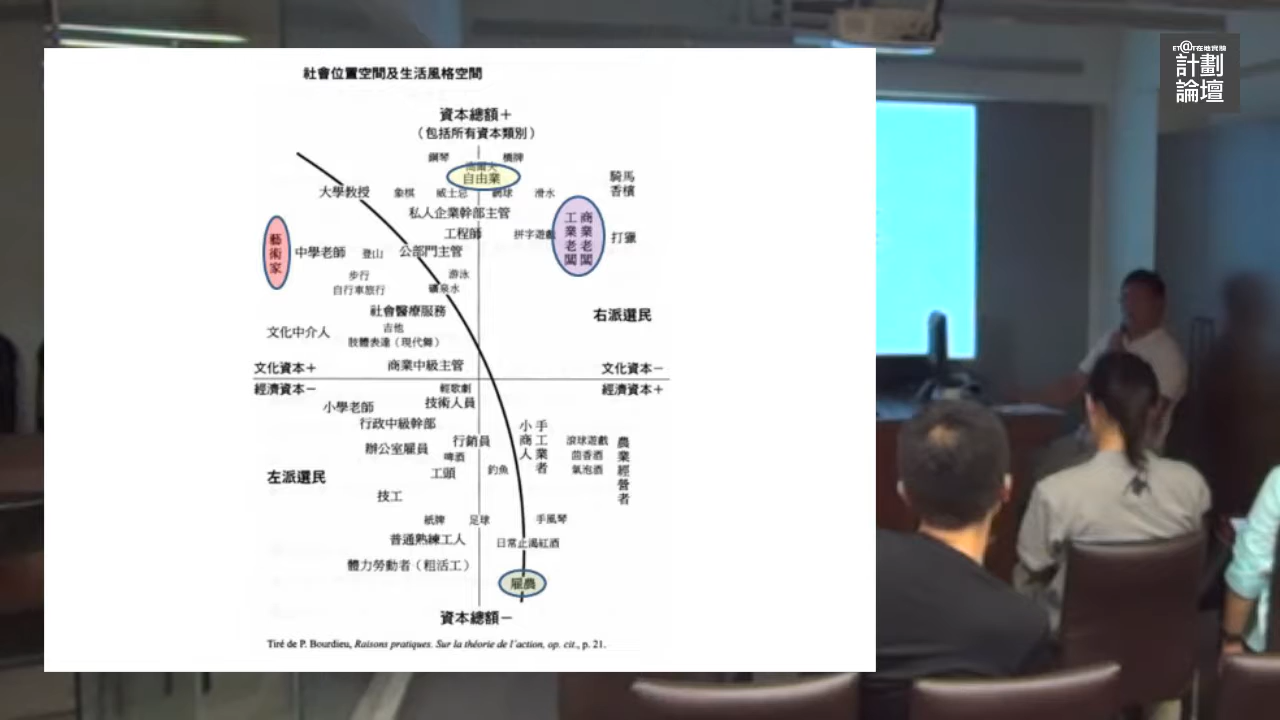 ET@T在地實驗
計劃
論壇
社會位置空間及生活風格空間
資本總額＋
（包括所有資本類別）
鋼琴
橋牌
高爾夫
自由業
騎馬
香檳
大學教授
象棋
威士忌
網球
滑水
私人企業幹部主管
工業老闆
商業老闆
藝術家
工程師
拼字遊戲
打獵
中學老師
登山
公部門主管
步行
游泳
自行車旅行
礦泉水
社會醫療服務
右派選民
文化中介人
吉他
肢體表達（現代舞）
商業中級主管
文化資本＋
文化資本－
經濟資本－
經濟資本＋
輕歌劇
小學老師
技術人員
行政中級幹部
小商人
手工業者
農業經營者
辦公室雇員
行銷員
滾球遊戲
啤酒
茴香酒
工頭
釣魚
氣泡酒
左派選民
技工
紙牌
足球
手風琴
普通熟練工人
日常止渴紅酒
體力勞動者（粗活工）
雇農
資本總額－
Tiré de P. Bourdieu, Raisons pratiques. Sur la théorie de l'action, op. cit., p. 21.